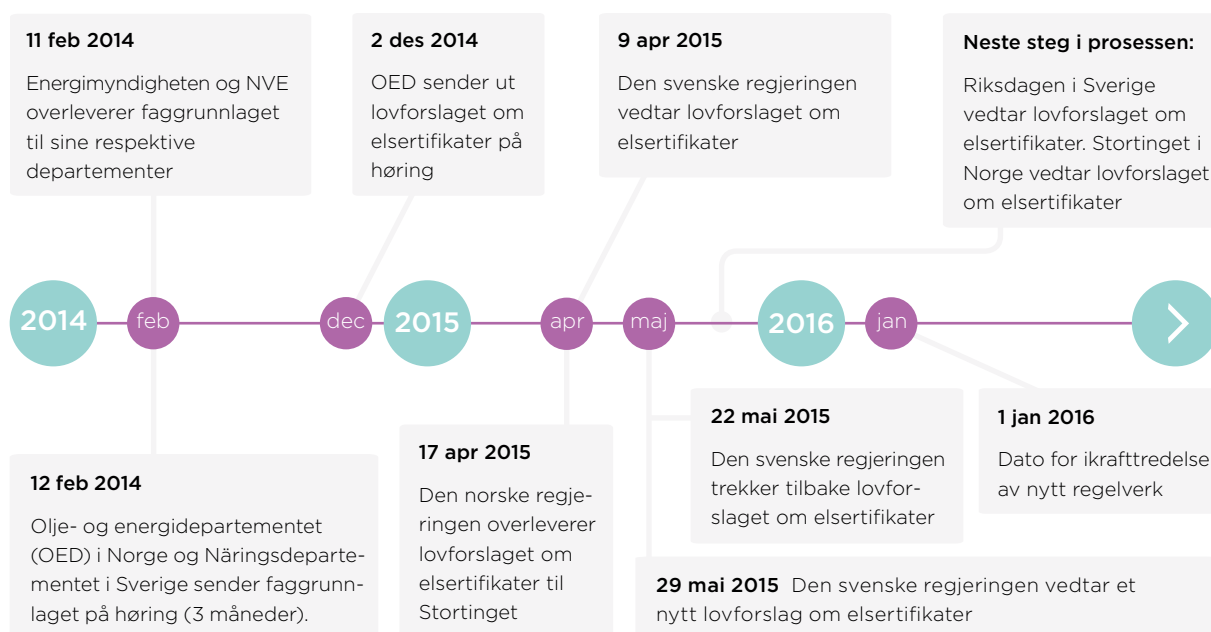 11 feb 2014
Energimyndigheten og NVE
overleverer faggrunnlaget
til sine respektive
departementer
2 des 2014
OED sender ut
lovforslaget om
elsertifikater på
høring
9 apr 2015
Den svenske regjeringen
vedtar lovforslaget om
elsertifikater
Neste steg i prosessen:
Riksdagen i Sverige
vedtar lovforslaget om
elsertifikater. Stortinget i
Norge vedtar lovforslaget
om elsertifikater
2014
feb
dec
2015
apr
maj
2016
jan
12 feb 2014
Olje- og energidepartementet
(OED) i Norge og Näringsdeparte-
mentet i Sverige sender faggrunn-
laget på høring (3 måneder).
17 apr 2015
Den norske regje-
ringen overleverer
lovforslaget om
elsertifikater til
Stortinget
22 mai 2015
Den svenske regjeringen
trekker tilbake lovfor-
slaget om elsertifikater
1 jan 2016
Dato for ikrafttredelse
av nytt regelverk
29 mai 2015 Den svenske regjeringen vedtar et
nytt lovforslag om elsertifikater